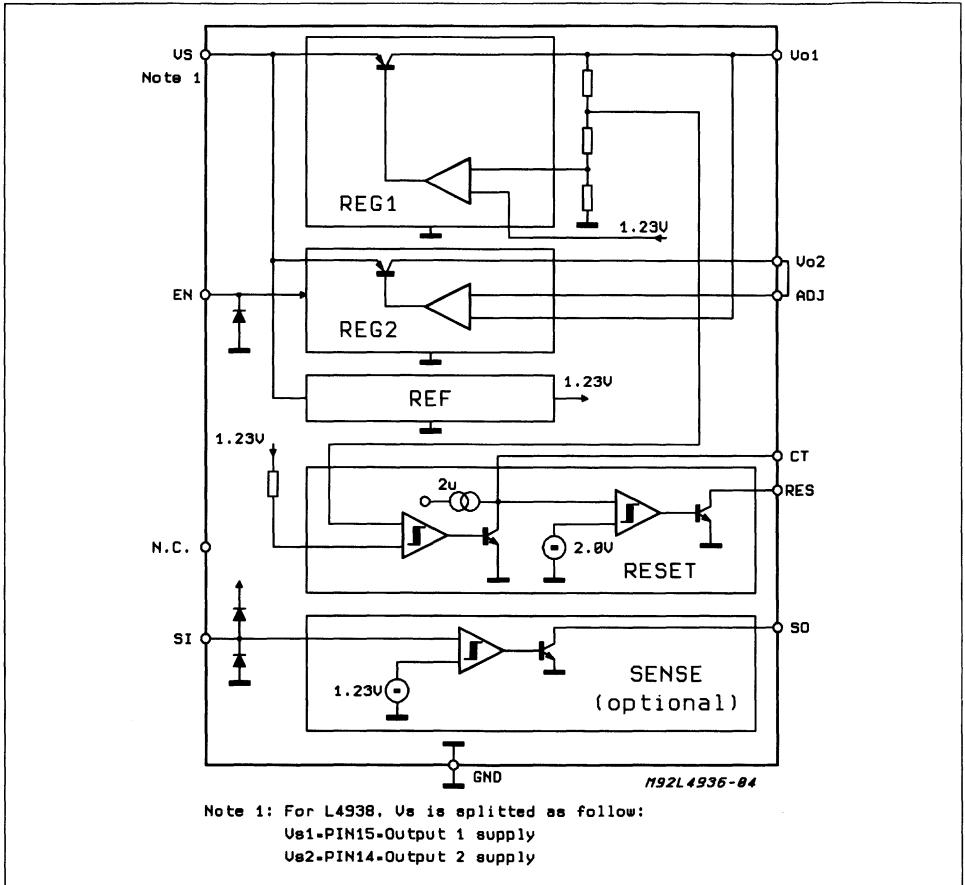 VS
Vo1
Note 1
REG1
1.23V
Vo2
EN
ADJ
REG2
1.23V
REF
1.23V
CT
2u
RES
N.C.
2.0V
RESET
SI
SO
1.23V
SENSE
(optional)
GND
M92L4936-04
Note 1: For L4938, Vs is splitted as follow:
Vs1=PIN15=Output 1 supply
Vs2=PIN14=Output 2 supply